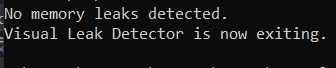 No memory leaks detected.
Visual Leak Detector is now exiting.